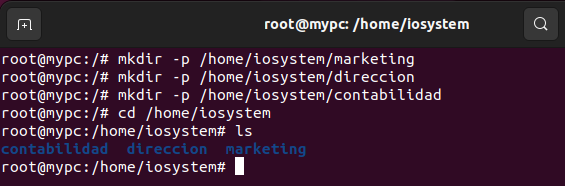 root@mypc: /home/iosystem
root@mypc:/# mkdir -p /home/iosystem/marketing
root@mypc:/# mkdir -p /home/iosystem/direccion
root@mypc:/# mkdir -p /home/iosystem/contabilidad
root@mypc:/# cd /home/iosystem
root@mypc:/home/iosystem# ls
contabilidad  direccion  marketing
root@mypc:/home/iosystem#